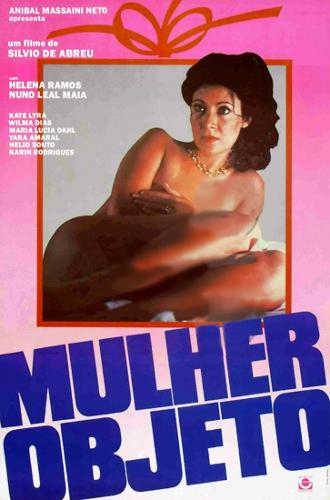 ANIBAL MASSAINI NETO
apresenta
um filme de
SILVIO DE ABREU
com
HELENA RAMOS
NUNO LEAL MAIA
KATE LYRA
WILMA DIAS
MARIA LUCIA DAHL
YARA AMARAL
HELIO SOUTO
KARIN RODRIGUES
MULHER
OBJETO